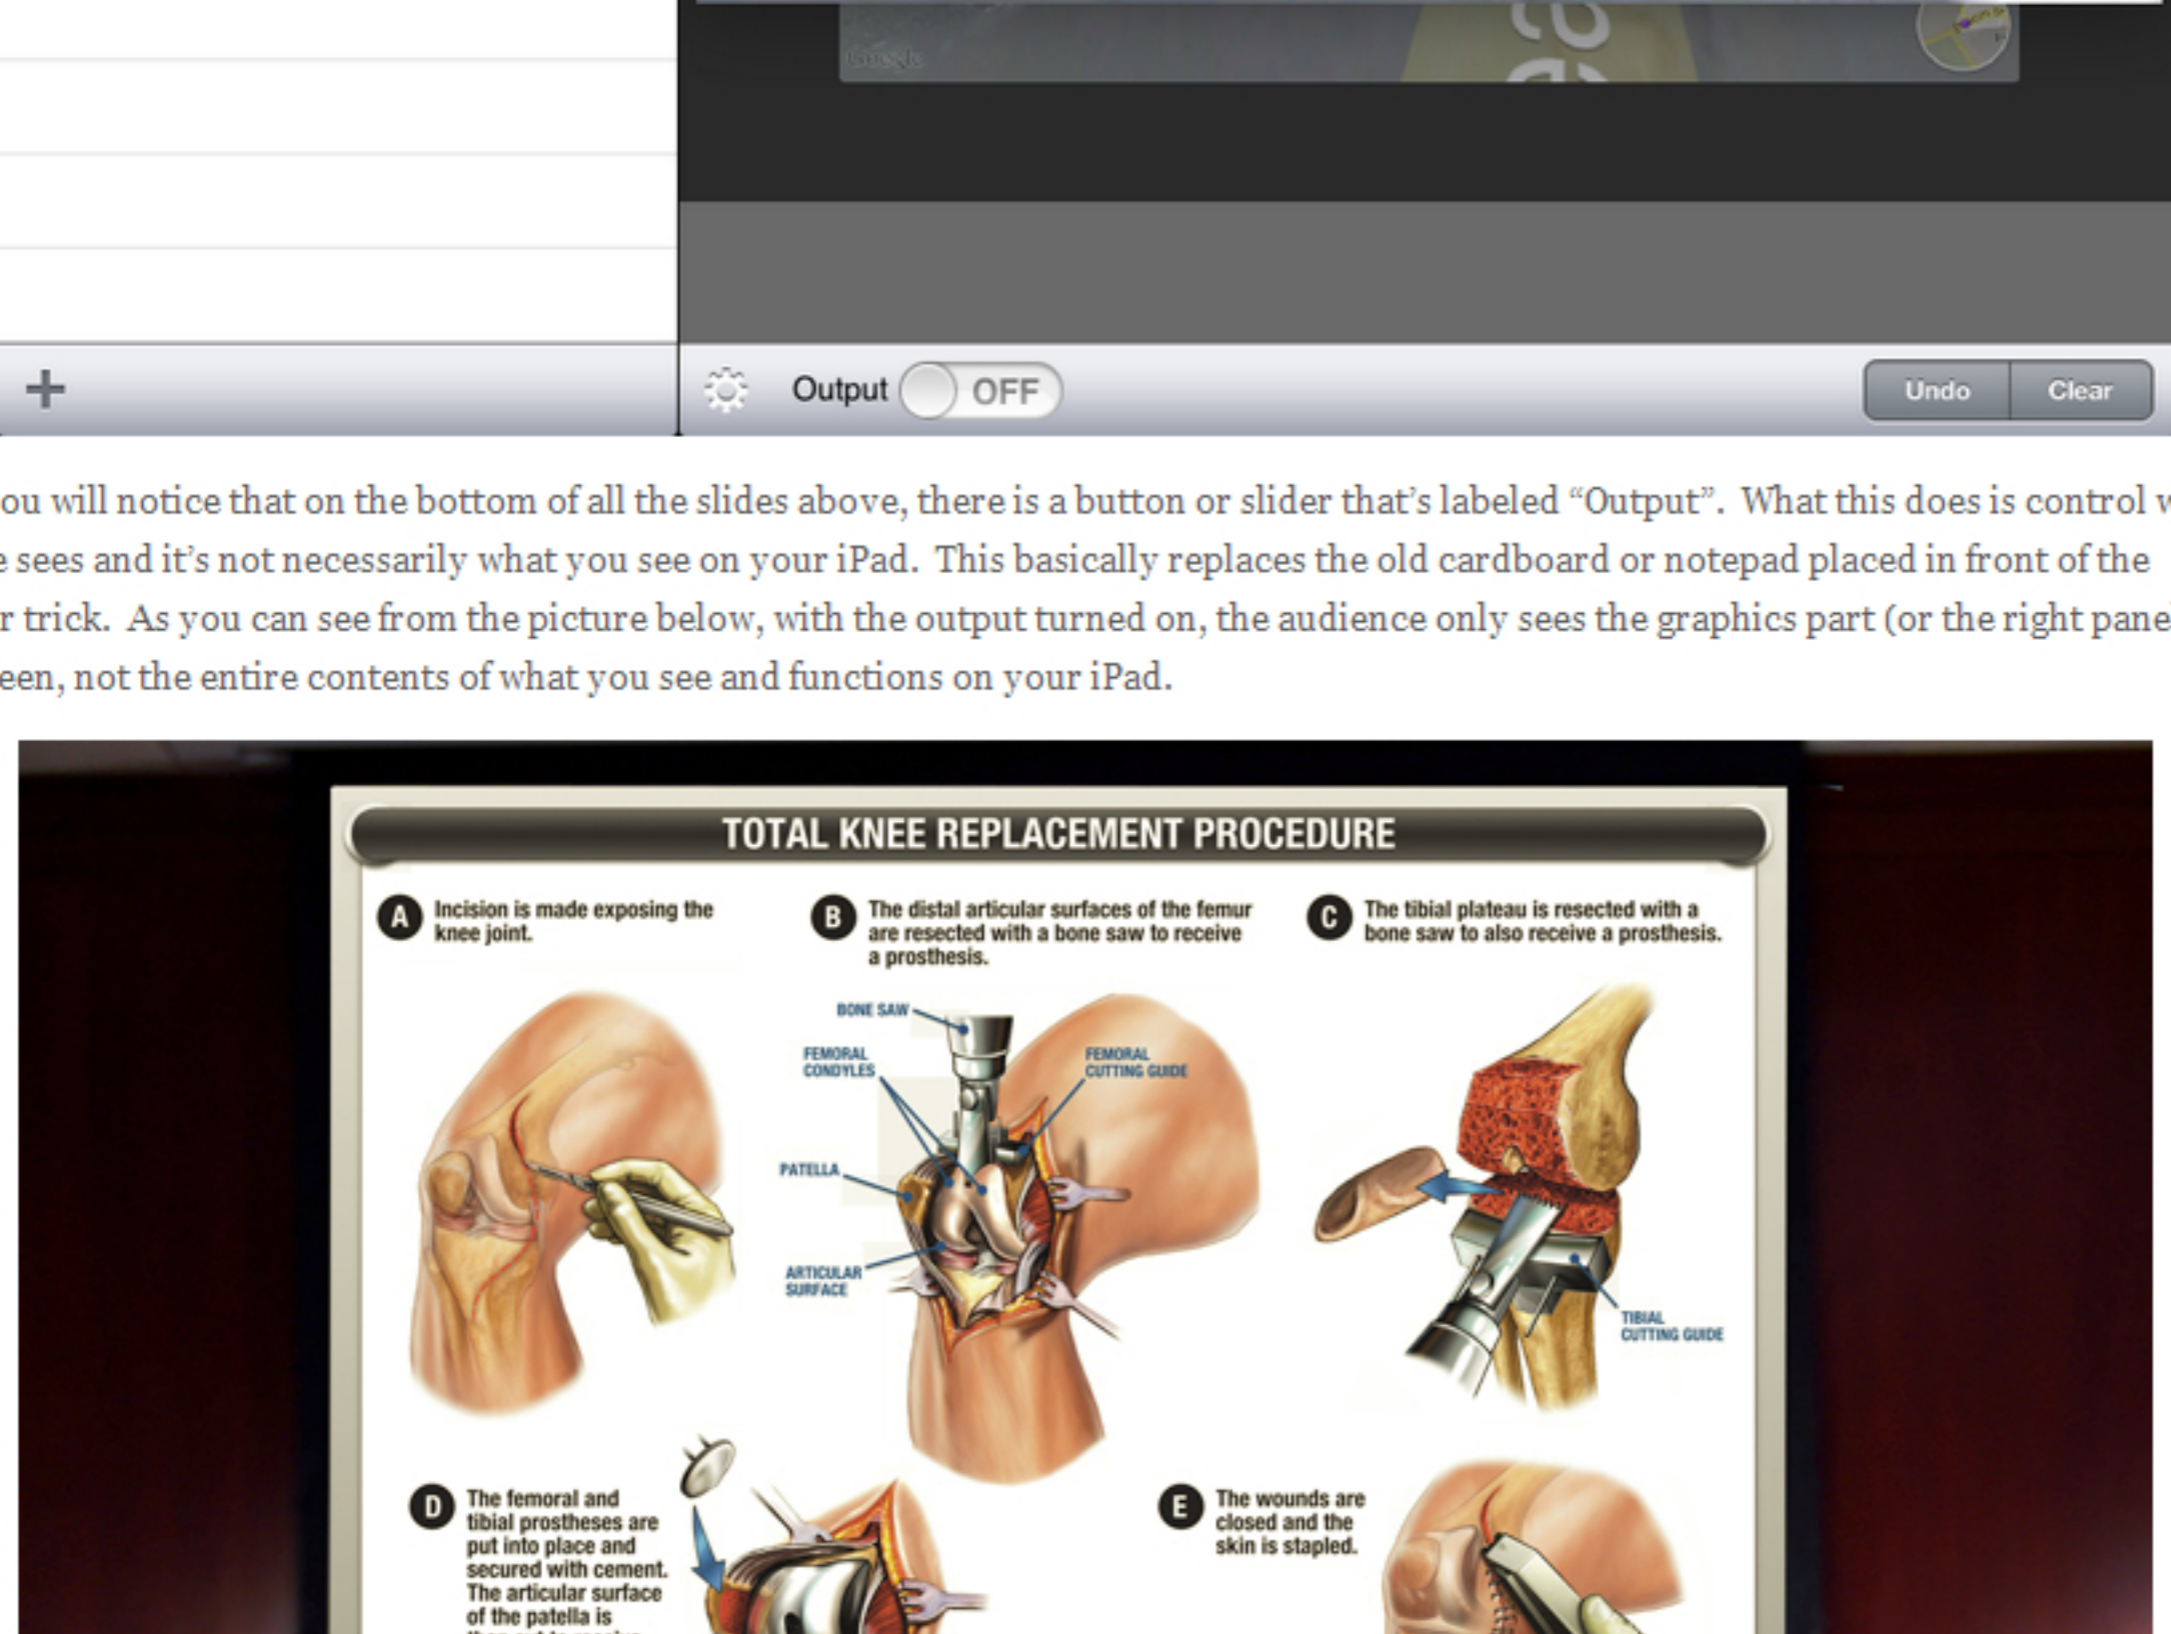 Google
Output OFF
Undo Clear
ou will notice that on the bottom of all the slides above, there is a button or slider that’s labeled “Output”. What this does is control
e sees and it’s not necessarily what you see on your iPad. This basically replaces the old cardboard or notepad placed in front of the
r trick. As you can see from the picture below, with the output turned on, the audience only sees the graphics part (or the right pane
een, not the entire contents of what you see and functions on your iPad.
TOTAL KNEE REPLACEMENT PROCEDURE
A Incision is made exposing the
knee joint.
B The distal articular surfaces of the femur
are resected with a bone saw to receive
a prosthesis.
C The tibial plateau is resected with a
bone saw to also receive a prosthesis.
BONE SAW
FEMORAL
CONDYLES
FEMORAL
CUTTING GUIDE
PATELLA
ARTICULAR
SURFACE
TIBIAL
CUTTING GUIDE
D The femoral and
tibial prostheses are
put into place and
secured with cement.
The articular surface
of the patella is
E The wounds are
closed and the
skin is stapled.